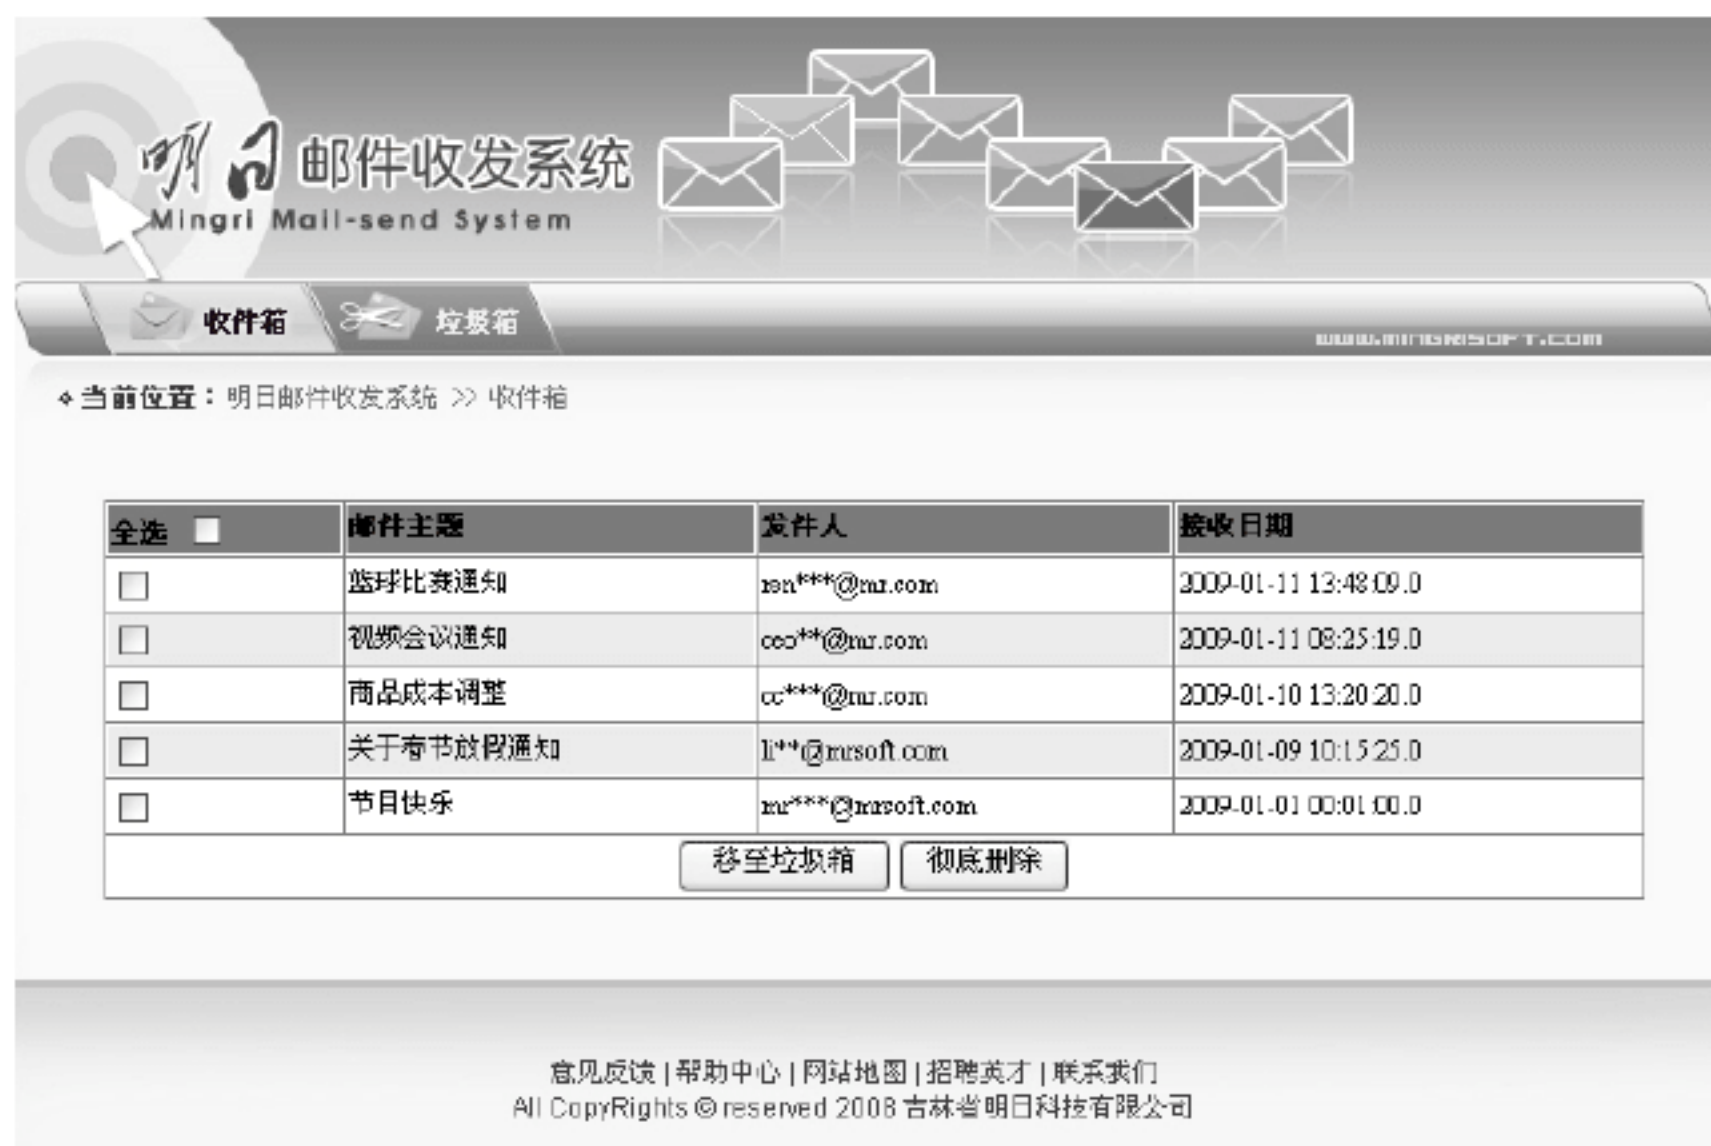 明日 邮件收发系统
Mingri Mail-send System
收件箱 垃圾箱
www.mingrisoft.com
当前位置：明日邮件收发系统 >> 收件箱
全选 邮件主题 发件人 接收日期
篮球比赛通知 ren***@mr.com 2009-01-11 13:48:09.0
视频会议通知 ceo**@mr.com 2009-01-11 08:25:19.0
商品成本调整 cc***@mr.com 2009-01-10 13:20:20.0
关于春节放假通知 li**@mrsoft.com 2009-01-09 10:15:25.0
节目快乐 mr***@mrsoft.com 2009-01-01 00:01:00.0
移至垃圾箱 彻底删除
意见反馈 | 帮助中心 | 网站地图 | 招聘英才 | 联系我们
All CopyRights © reserved 2008 吉林省明日科技有限公司